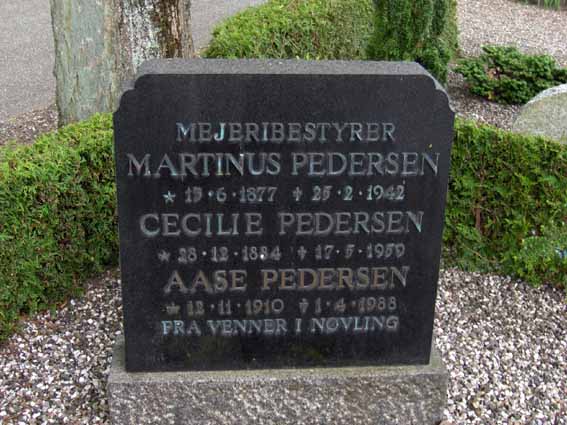 MEJERIBESTYRER
MARTINUS PEDERSEN
★ 15·6·1877 ✝ 25·2·1942
CECILIE PEDERSEN
★ 28·12·1884 ✝ 17·5·1959
AASE PEDERSEN
★ 12·11·1910 ✝ 1·4·1988
FRA VENNER I NØVLING